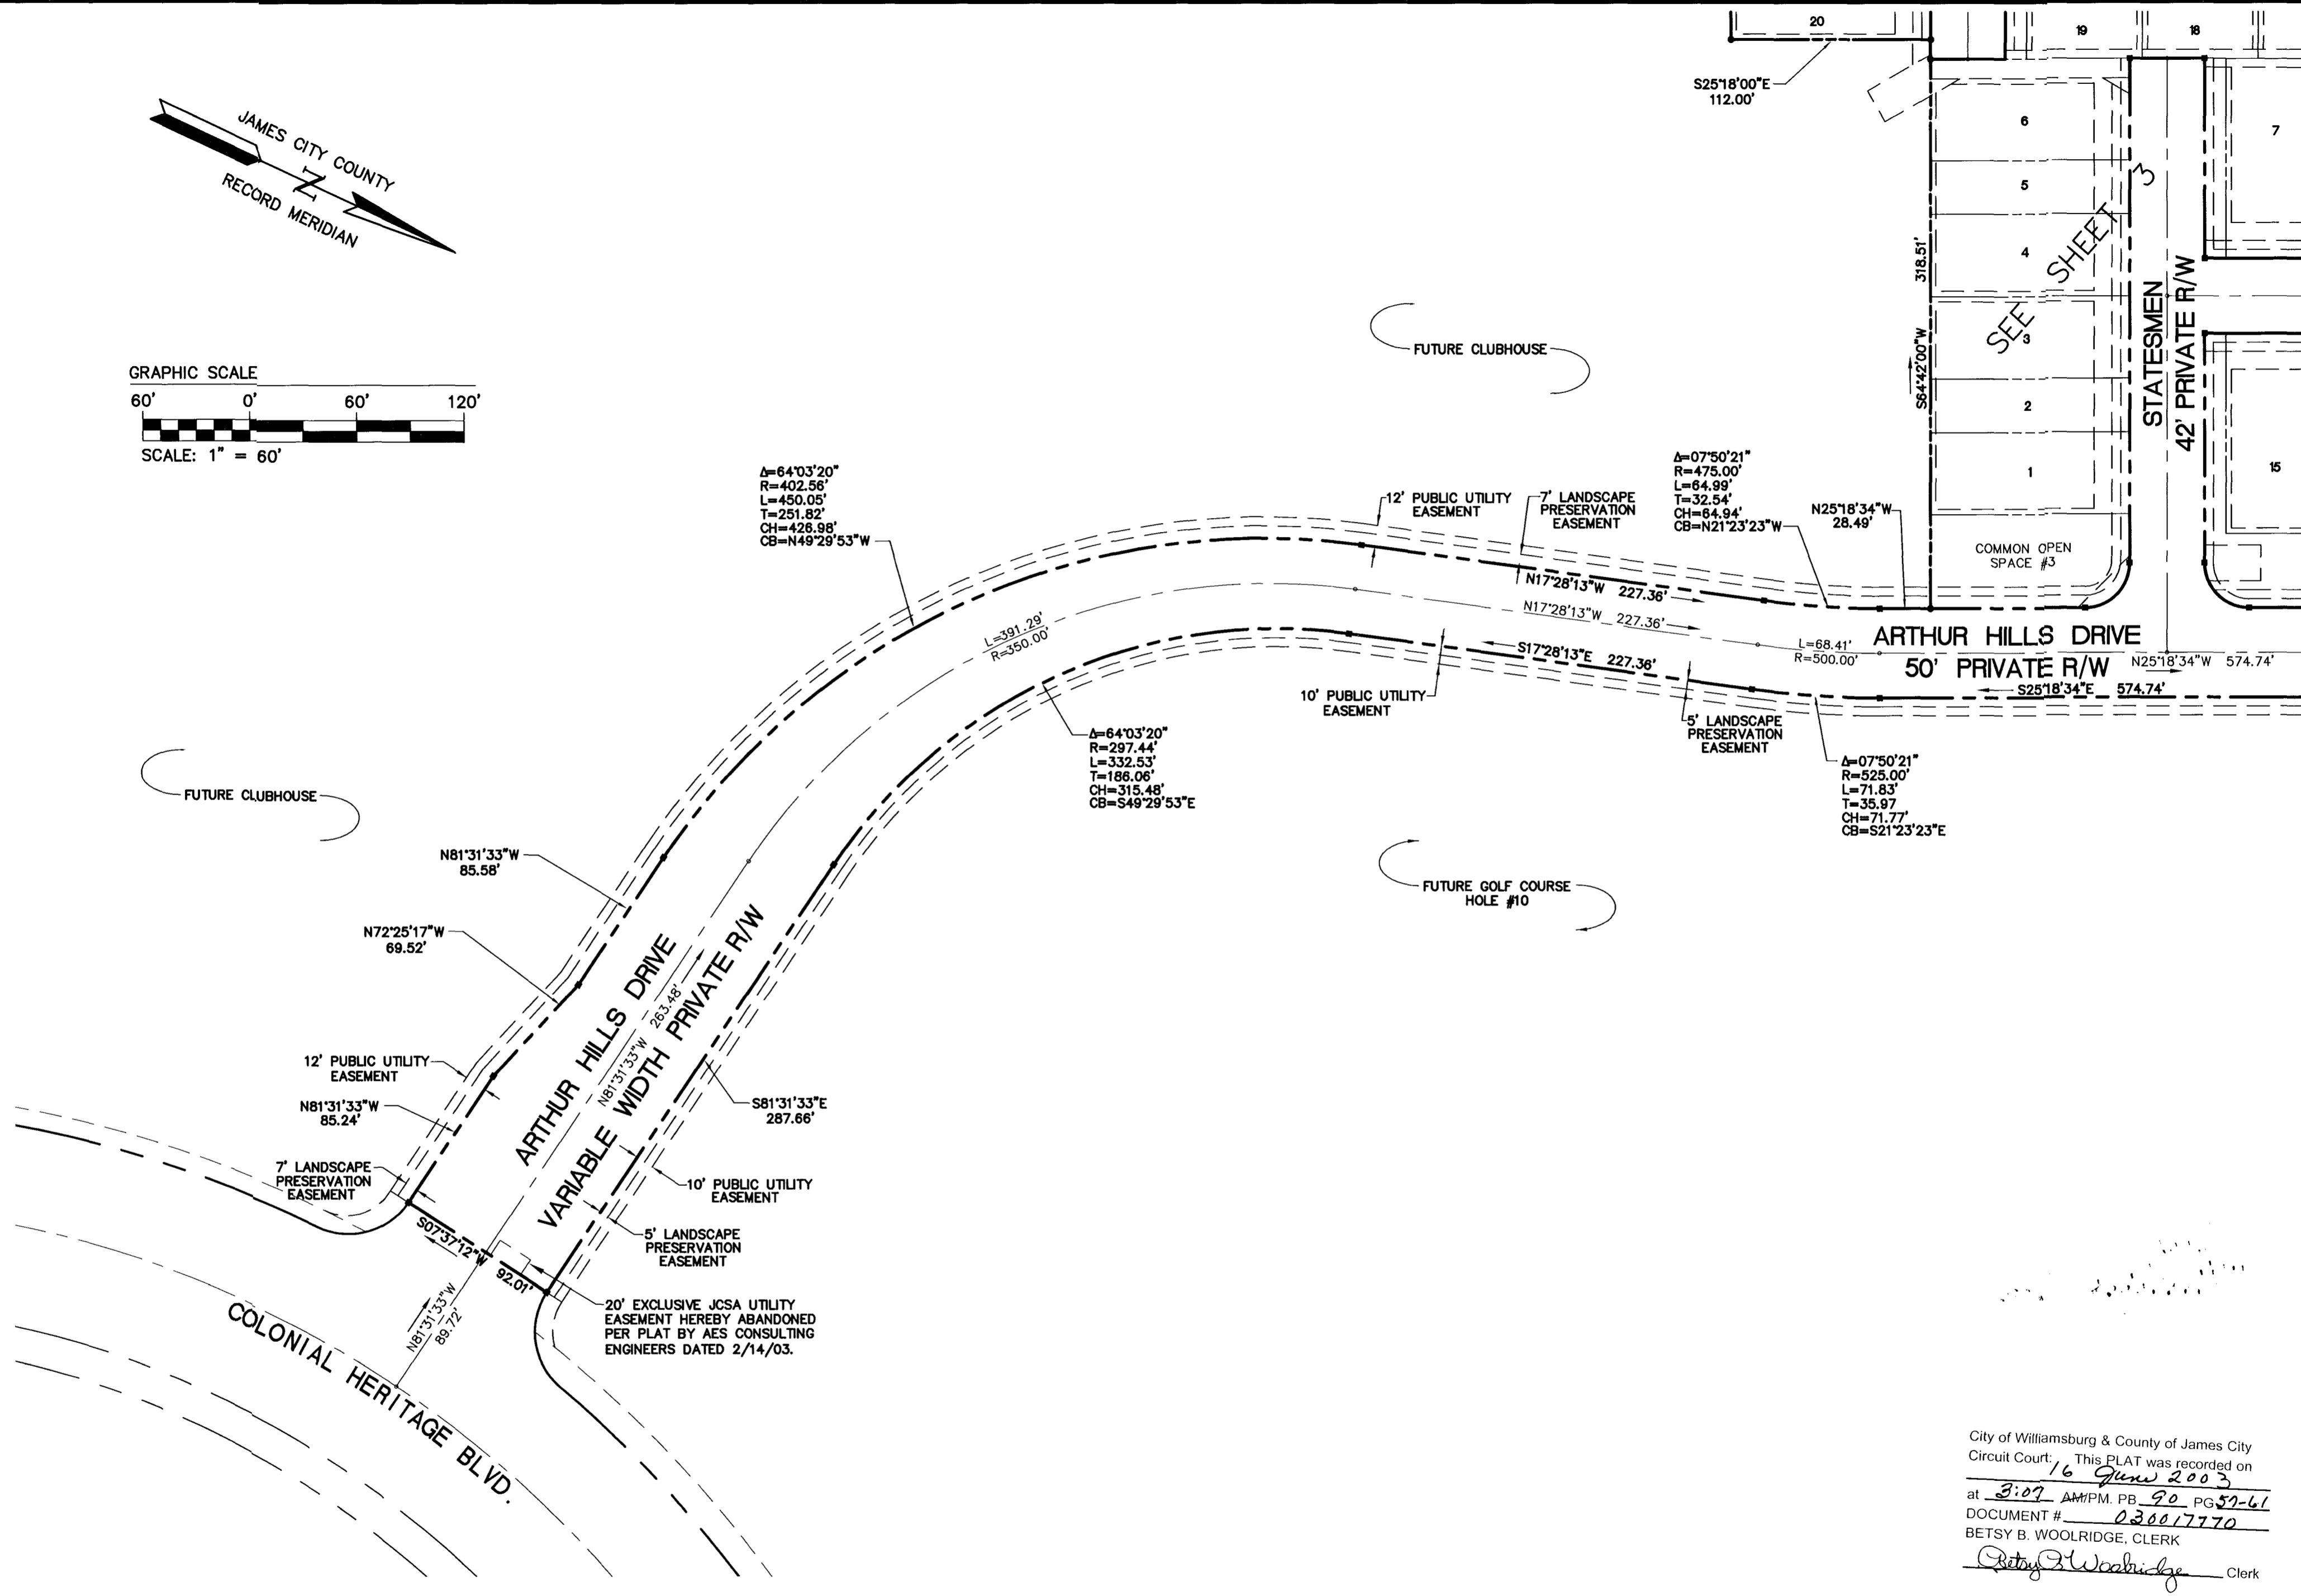 20
19
18
S25°18'00"E
112.00'
6
7
5
4
3
2
1
15
SEE SHEET 3
318.51'
S64°42'00"W
STATESMEN
42' PRIVATE R/W
COMMON OPEN
SPACE #3
JAMES CITY COUNTY
N
RECORD MERIDIAN
GRAPHIC SCALE
60' 0' 60' 120'
SCALE: 1" = 60'
FUTURE CLUBHOUSE
Δ=64°03'20"
R=402.56'
L=450.05'
T=251.82'
CH=426.98'
CB=N49°29'53"W
12' PUBLIC UTILITY
EASEMENT
7' LANDSCAPE
PRESERVATION
EASEMENT
Δ=07°50'21"
R=475.00'
L=64.99'
T=32.54'
CH=64.94'
CB=N21°23'23"W
N25°18'34"W
28.49'
N17°28'13"W 227.36'
N17°28'13"W 227.36'
S17°28'13"E 227.36'
L=391.29'
R=350.00'
L=68.41'
R=500.00'
ARTHUR HILLS DRIVE
50' PRIVATE R/W
N25°18'34"W 574.74'
S25°18'34"E 574.74'
10' PUBLIC UTILITY
EASEMENT
5' LANDSCAPE
PRESERVATION
EASEMENT
Δ=64°03'20"
R=297.44'
L=332.53'
T=186.06'
CH=315.48'
CB=S49°29'53"E
Δ=07°50'21"
R=525.00'
L=71.83'
T=35.97
CH=71.77'
CB=S21°23'23"E
FUTURE CLUBHOUSE
FUTURE GOLF COURSE
HOLE #10
N81°31'33"W
85.58'
N72°25'17"W
69.52'
12' PUBLIC UTILITY
EASEMENT
N81°31'33"W
85.24'
7' LANDSCAPE
PRESERVATION
EASEMENT
ARTHUR HILLS DRIVE
N81°31'33"W 263.48'
VARIABLE WIDTH PRIVATE R/W
S81°31'33"E
287.66'
10' PUBLIC UTILITY
EASEMENT
5' LANDSCAPE
PRESERVATION
EASEMENT
S07°37'12"W 92.01'
N81°31'33"W
89.72'
20' EXCLUSIVE JCSA UTILITY
EASEMENT HEREBY ABANDONED
PER PLAT BY AES CONSULTING
ENGINEERS DATED 2/14/03.
COLONIAL HERITAGE BLVD.
City of Williamsburg & County of James City
Circuit Court: This PLAT was recorded on
16 June 2003
at 3:07 AM/PM. PB 90 PG 57-61
DOCUMENT # 030017770
BETSY B. WOOLRIDGE, CLERK
Betsy B Woolridge Clerk